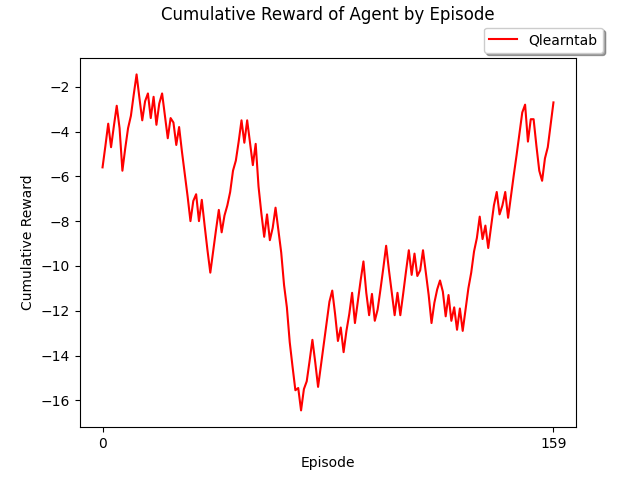 Cumulative Reward of Agent by Episode
Qlearntab
−2
−4
−6
−8
−10
−12
−14
−16
Cumulative Reward
0
159
Episode